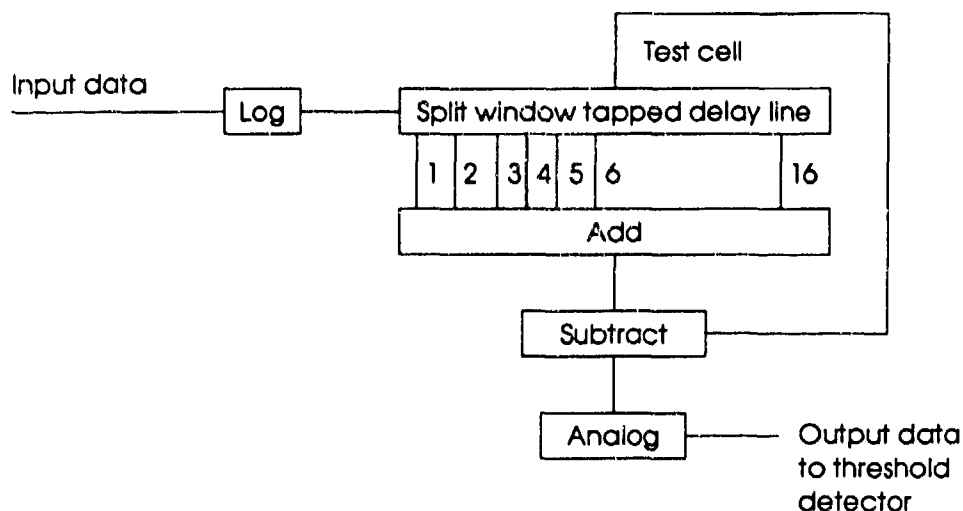 Test cell
Input data
Log
Split window tapped delay line
1 2 3 4 5 6 16
Add
Subtract
Analog
Output data
to threshold
detector